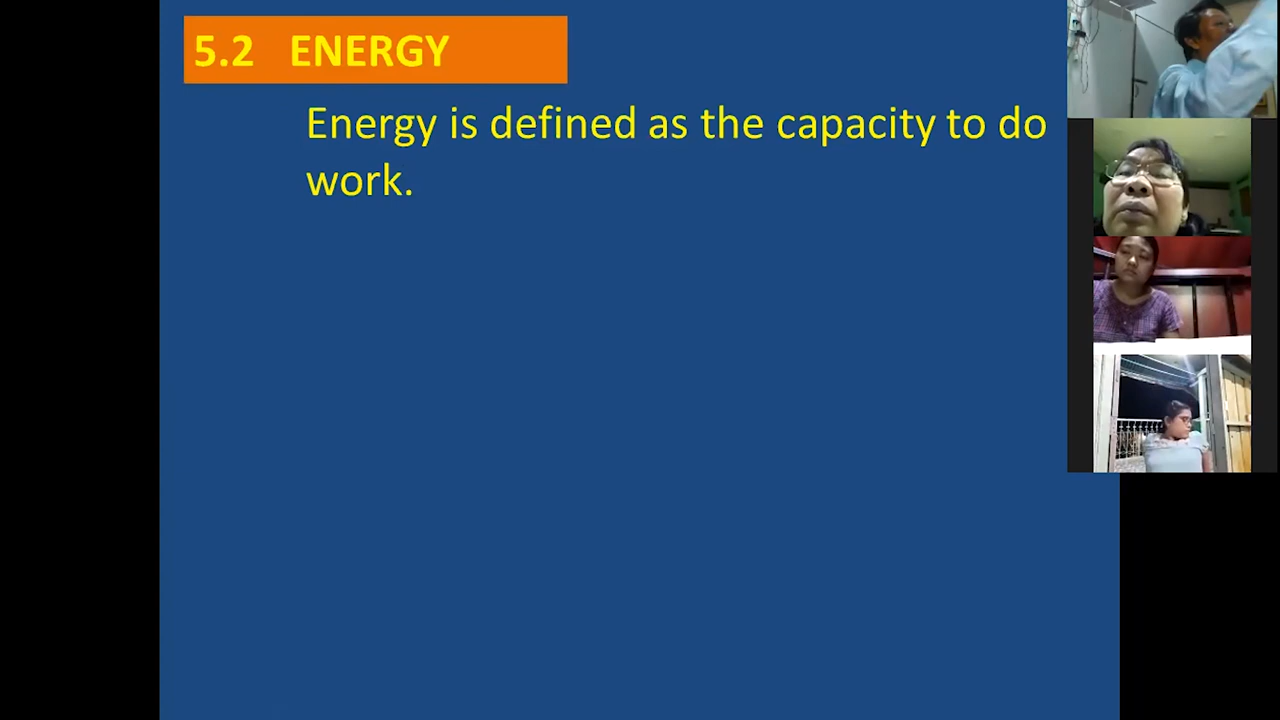 5.2 ENERGY
Energy is defined as the capacity to do
work.